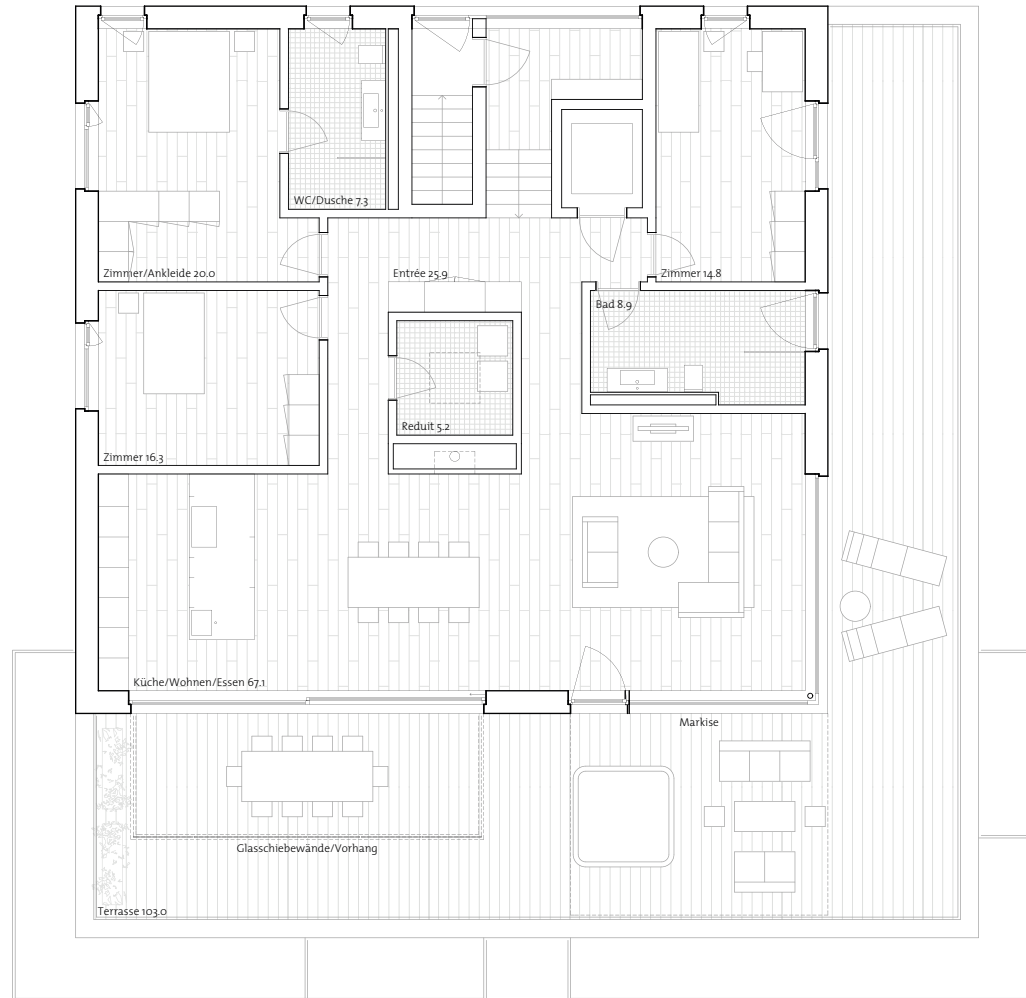 WC/Dusche 7.3
Zimmer/Ankleide 20.0
Entrée 25.9
Zimmer 14.8
Bad 8.9
Reduit 5.2
Zimmer 16.3
Küche/Wohnen/Essen 67.1
Markise
Glasschiebewände/Vorhang
Terrasse 103.0